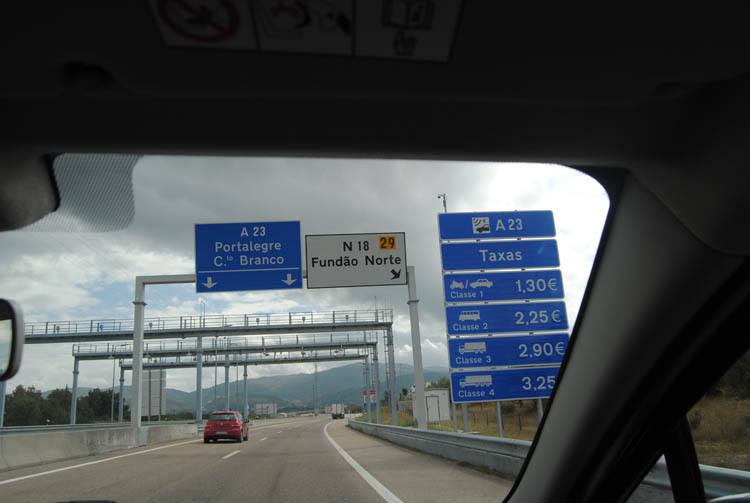 A 23
Portalegre
C.to Branco
N 18 29
Fundão Norte
A 23
Taxas
Classe 1 1,30€
Classe 2 2,25€
Classe 3 2,90€
Classe 4 3,25